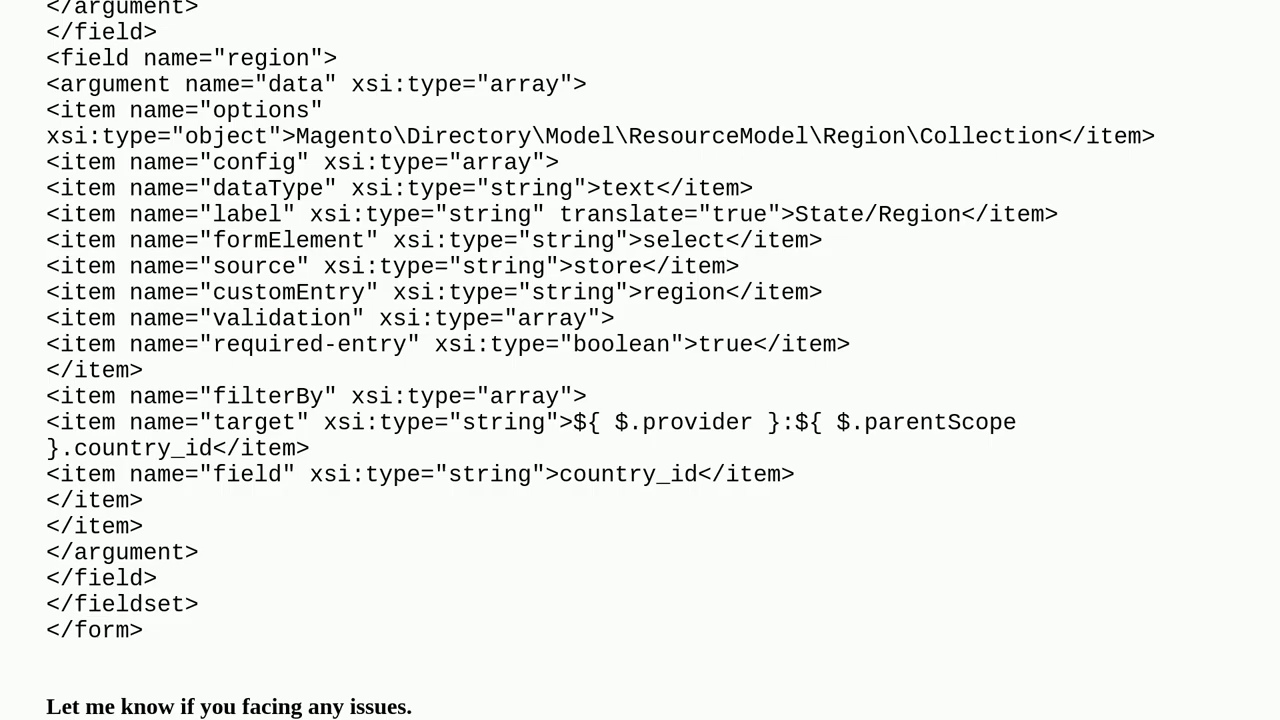 </argument>
</field>
<field name="region">
<argument name="data" xsi:type="array">
<item name="options"
xsi:type="object">Magento\Directory\Model\ResourceModel\Region\Collection</item>
<item name="config" xsi:type="array">
<item name="dataType" xsi:type="string">text</item>
<item name="label" xsi:type="string" translate="true">State/Region</item>
<item name="formElement" xsi:type="string">select</item>
<item name="source" xsi:type="string">store</item>
<item name="customEntry" xsi:type="string">region</item>
<item name="validation" xsi:type="array">
<item name="required-entry" xsi:type="boolean">true</item>
</item>
<item name="filterBy" xsi:type="array">
<item name="target" xsi:type="string">${ $.provider }:${ $.parentScope
}.country_id</item>
<item name="field" xsi:type="string">country_id</item>
</item>
</item>
</argument>
</field>
</fieldset>
</form>
Let me know if you facing any issues.